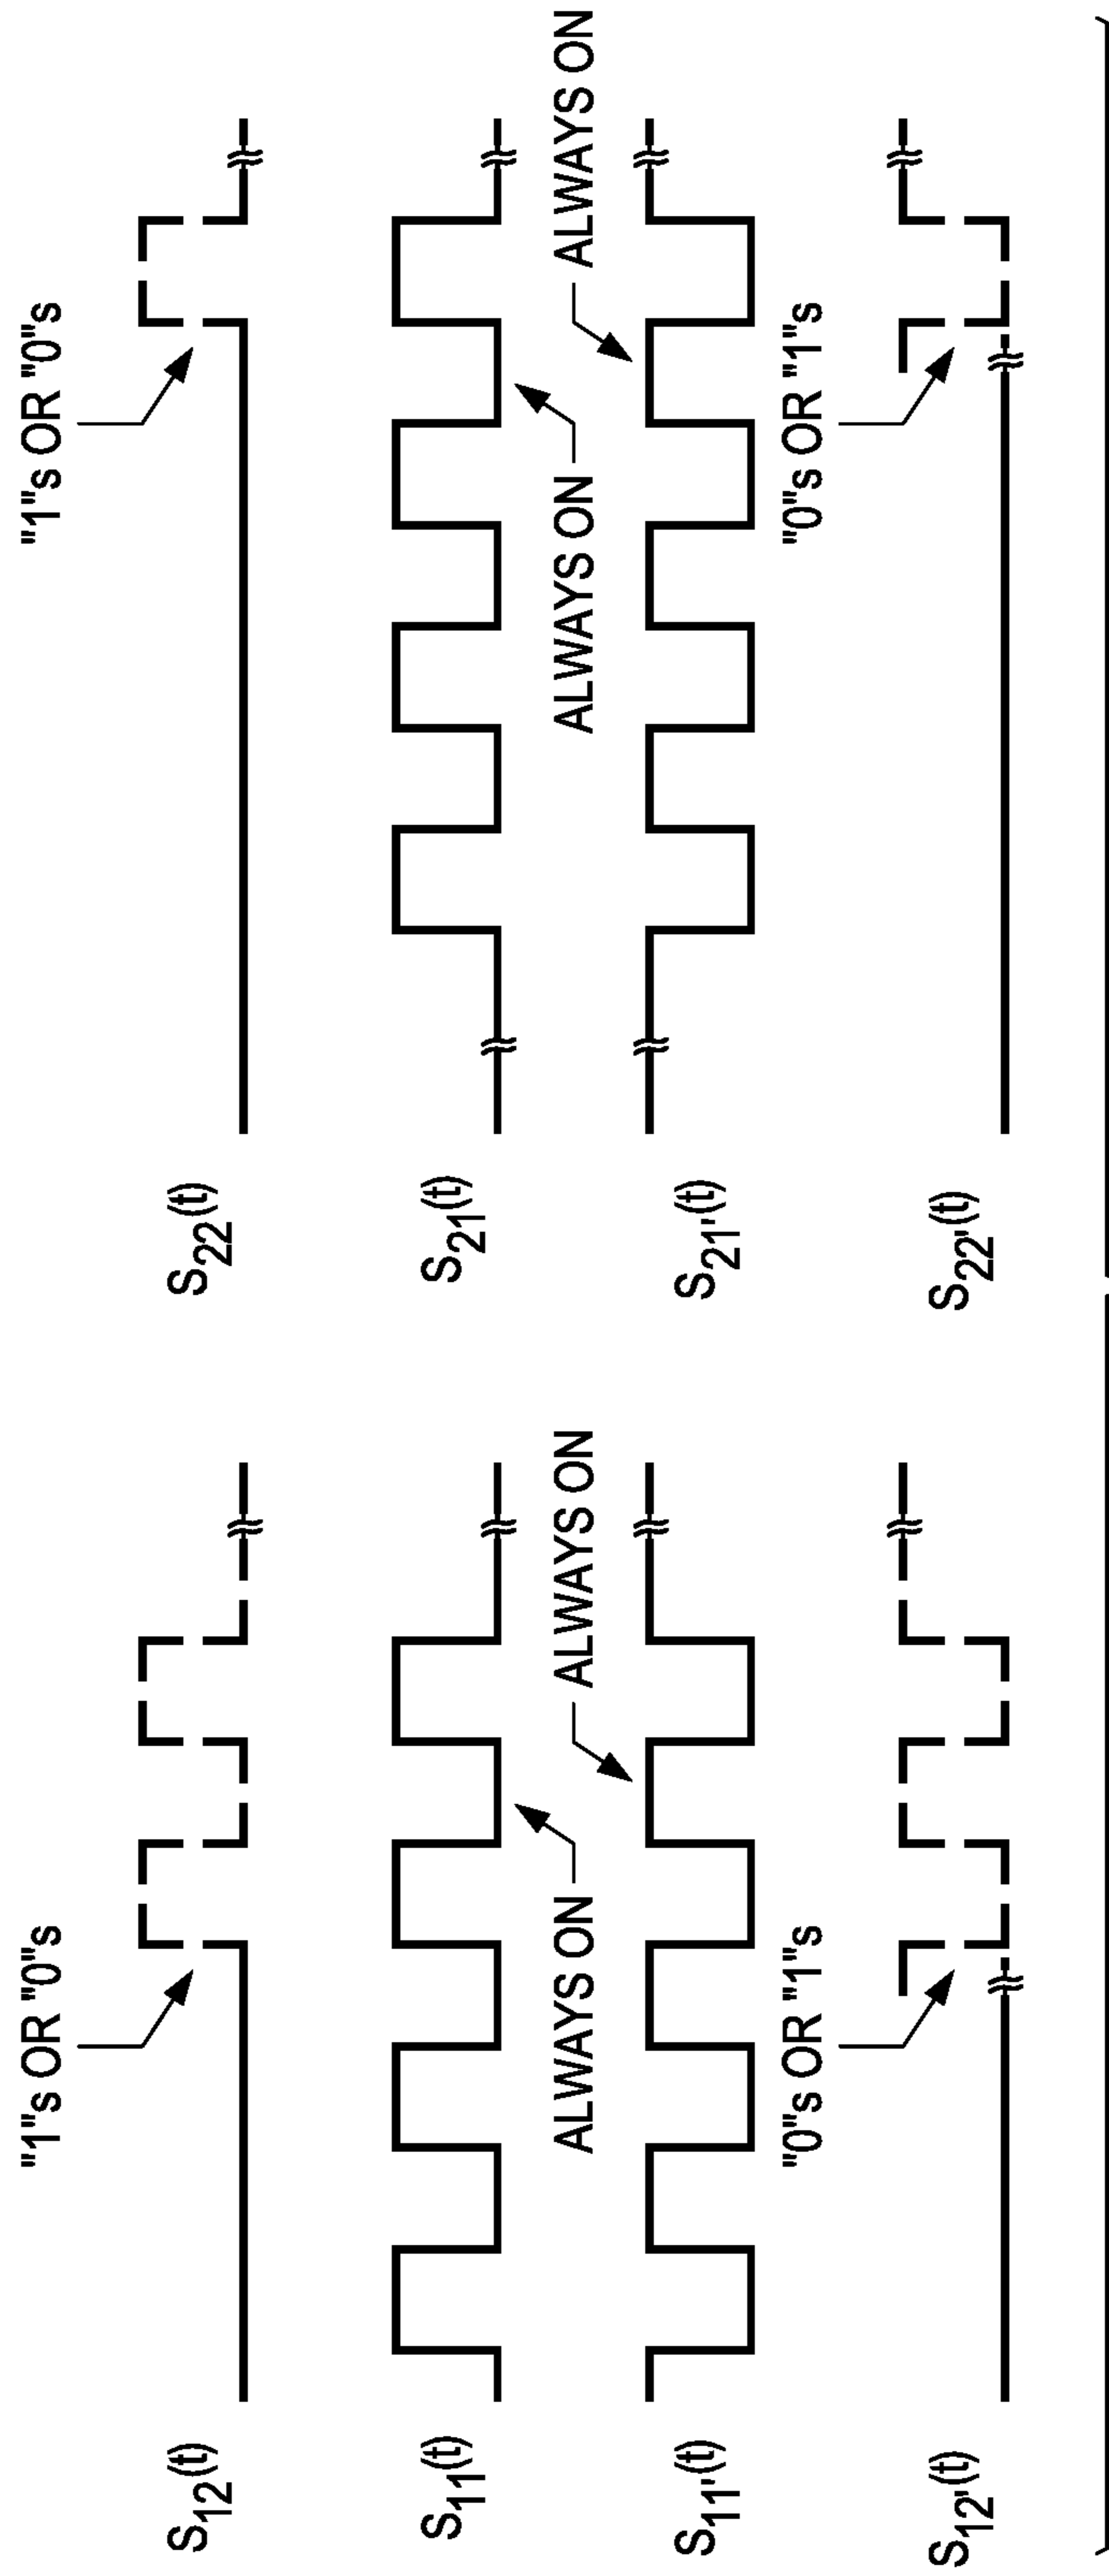 "1"s OR "0"s
S12(t)
S11(t)
ALWAYS ON
ALWAYS ON
S11'(t)
"0"s OR "1"s
S12'(t)
"1"s OR "0"s
S22(t)
S21(t)
ALWAYS ON
ALWAYS ON
S21'(t)
"0"s OR "1"s
S22'(t)